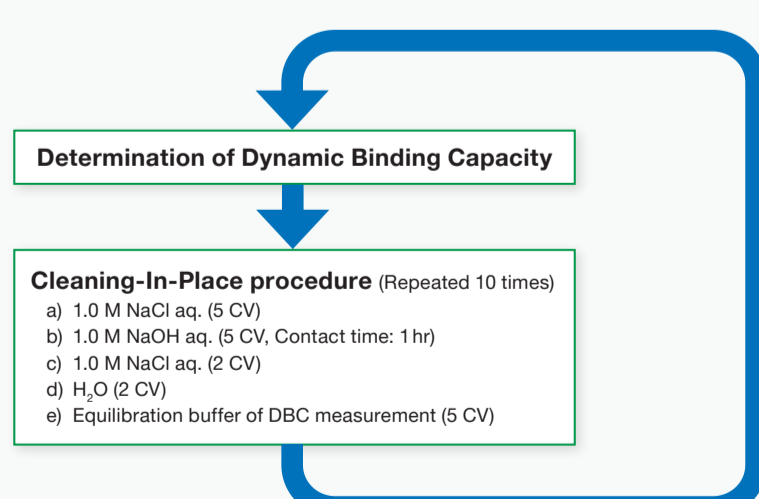 Determination of Dynamic Binding Capacity
Cleaning-In-Place procedure (Repeated 10 times)
a) 1.0 M NaCl aq. (5 CV)
b) 1.0 M NaOH aq. (5 CV, Contact time: 1 hr)
c) 1.0 M NaCl aq. (2 CV)
d) H₂O (2 CV)
e) Equilibration buffer of DBC measurement (5 CV)